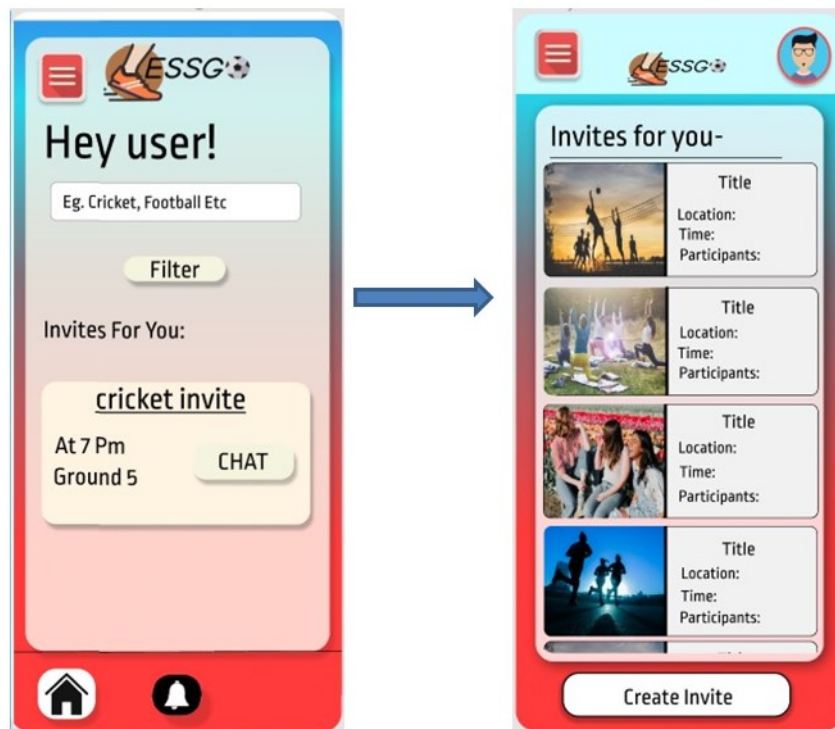 ESSG
Hey user!
Eg. Cricket, Football Etc
Filter
Invites For You:
cricket invite
At 7 Pm
Ground 5
CHAT
ESSG
Invites for you-
Title
Location:
Time:
Participants:
Title
Location:
Time:
Participants:
Title
Location:
Time:
Participants:
Title
Location:
Time:
Participants:
Create Invite